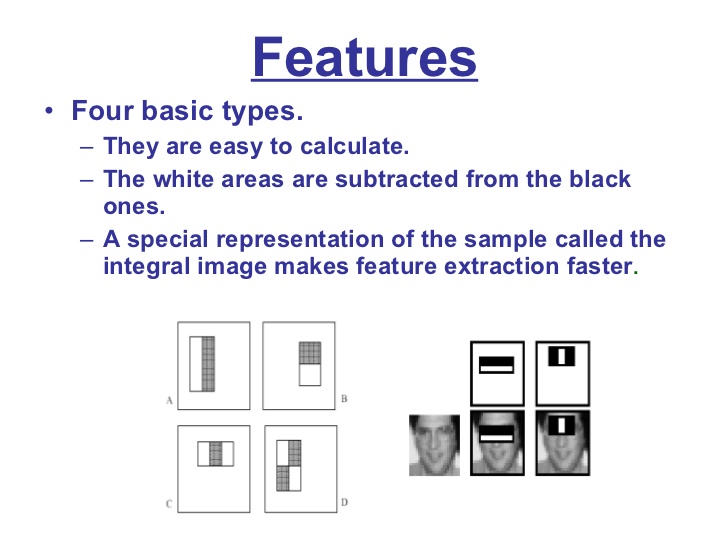 Features
• Four basic types.
– They are easy to calculate.
– The white areas are subtracted from the black
ones.
– A special representation of the sample called the
integral image makes feature extraction faster.
A
B
C
D